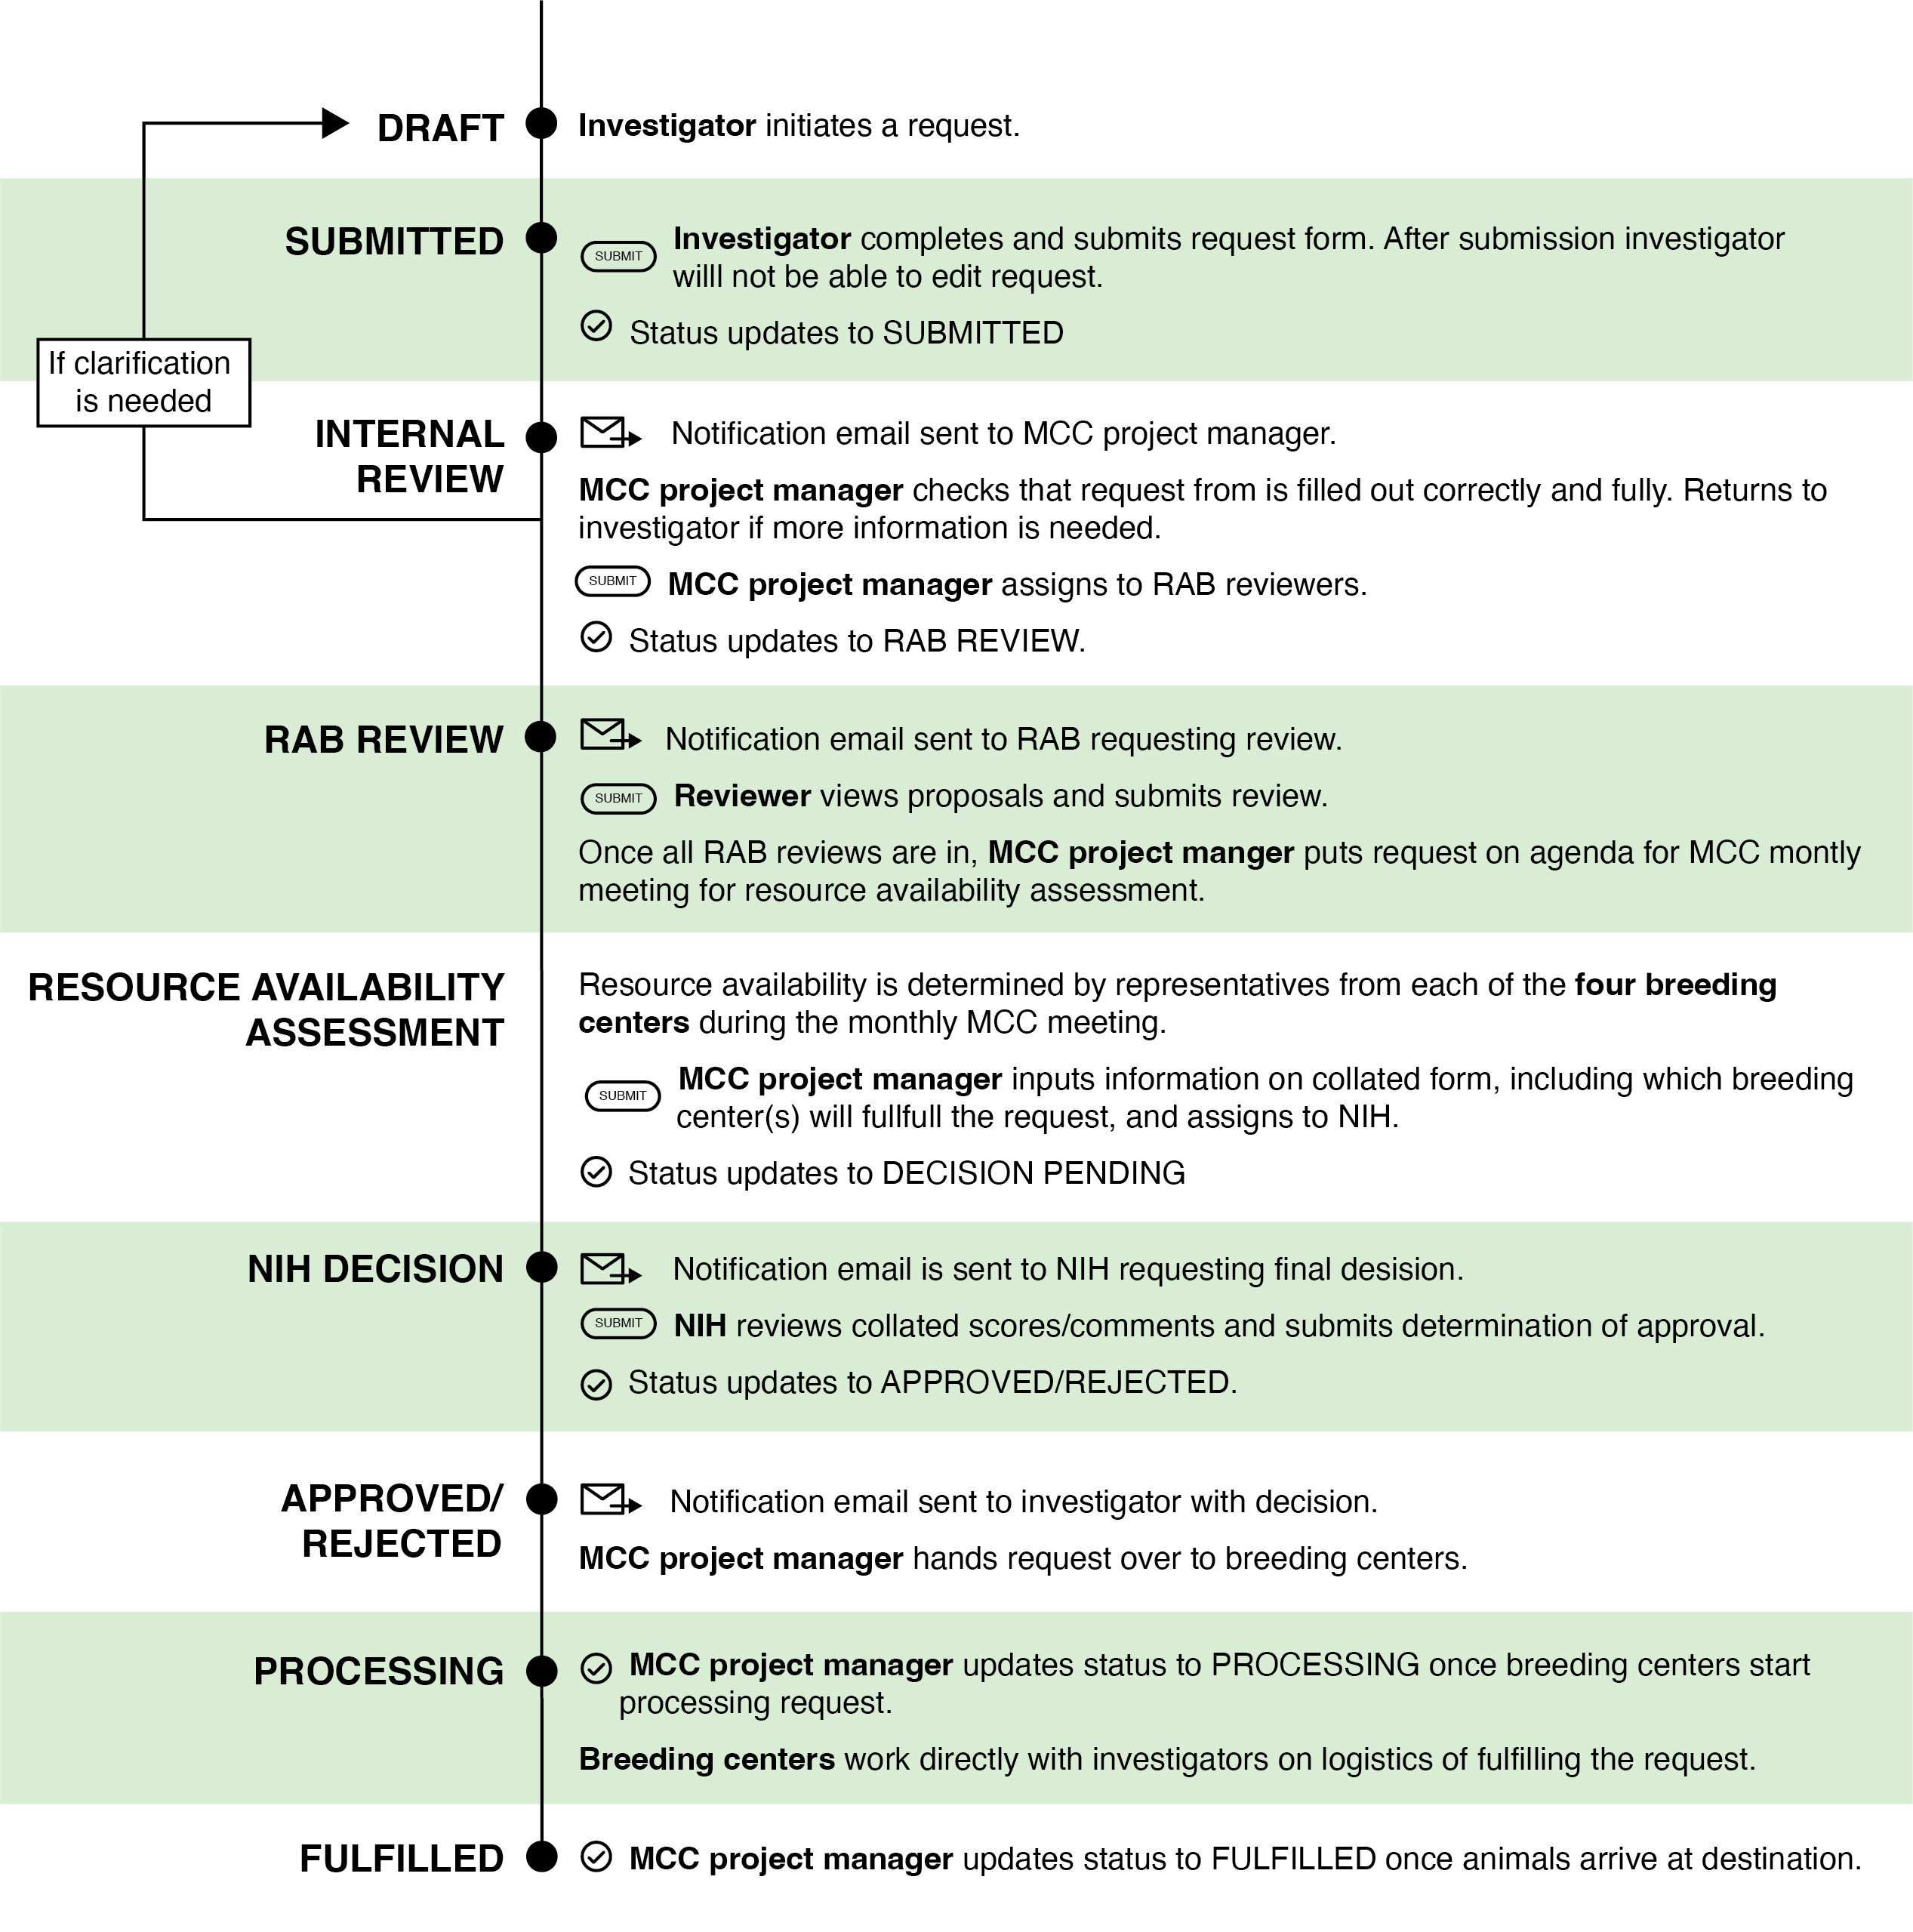 DRAFT
Investigator initiates a request.
SUBMITTED
SUBMIT
Investigator completes and submits request form. After submission investigator
willl not be able to edit request.
Status updates to SUBMITTED
If clarification
is needed
INTERNAL
REVIEW
Notification email sent to MCC project manager.
MCC project manager checks that request from is filled out correctly and fully. Returns to
investigator if more information is needed.
SUBMIT
MCC project manager assigns to RAB reviewers.
Status updates to RAB REVIEW.
RAB REVIEW
Notification email sent to RAB requesting review.
SUBMIT
Reviewer views proposals and submits review.
Once all RAB reviews are in, MCC project manger puts request on agenda for MCC montly
meeting for resource availability assessment.
RESOURCE AVAILABILITY
ASSESSMENT
Resource availability is determined by representatives from each of the four breeding
centers during the monthly MCC meeting.
SUBMIT
MCC project manager inputs information on collated form, including which breeding
center(s) will fullfull the request, and assigns to NIH.
Status updates to DECISION PENDING
NIH DECISION
Notification email is sent to NIH requesting final desision.
SUBMIT
NIH reviews collated scores/comments and submits determination of approval.
Status updates to APPROVED/REJECTED.
APPROVED/
REJECTED
Notification email sent to investigator with decision.
MCC project manager hands request over to breeding centers.
PROCESSING
MCC project manager updates status to PROCESSING once breeding centers start
processing request.
Breeding centers work directly with investigators on logistics of fulfilling the request.
FULFILLED
MCC project manager updates status to FULFILLED once animals arrive at destination.